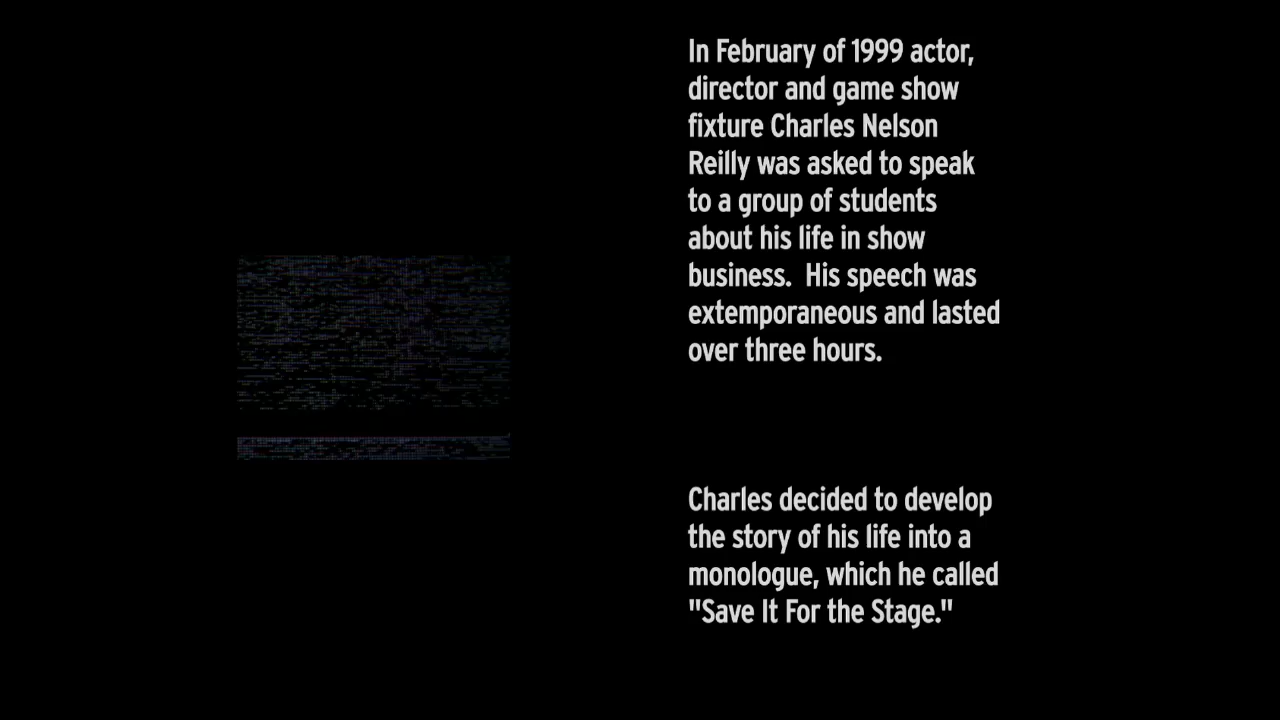 In February of 1999 actor,
director and game show
fixture Charles Nelson
Reilly was asked to speak
to a group of students
about his life in show
business.  His speech was
extemporaneous and lasted
over three hours.
Charles decided to develop
the story of his life into a
monologue, which he called
"Save It For the Stage."